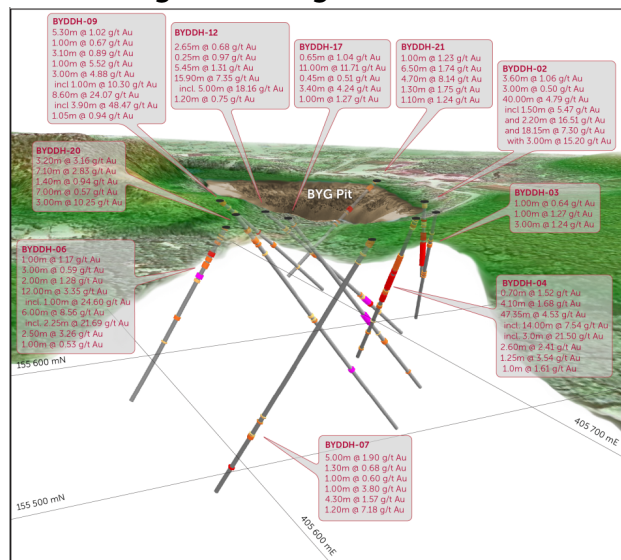 BYDDH-09
5.30m @ 1.02 g/t Au
1.00m @ 0.67 g/t Au
3.10m @ 0.89 g/t Au
1.00m @ 5.52 g/t Au
3.00m @ 4.88 g/t Au
incl 1.00m @ 10.30 g/t Au
8.60m @ 24.07 g/t Au
incl 3.90m @ 48.47 g/t Au
1.05m @ 0.94 g/t Au
BYDDH-12
2.65m @ 0.68 g/t Au
0.25m @ 0.97 g/t Au
5.45m @ 1.31 g/t Au
15.90m @ 7.35 g/t Au
incl. 5.00m @ 18.16 g/t Au
1.20m @ 0.75 g/t Au
BYDDH-17
0.65m @ 1.04 g/t Au
11.00m @ 11.71 g/t Au
0.45m @ 0.51 g/t Au
3.40m @ 4.24 g/t Au
1.00m @ 1.27 g/t Au
BYDDH-21
1.00m @ 1.23 g/t Au
6.50m @ 1.74 g/t Au
4.70m @ 8.14 g/t Au
1.30m @ 1.75 g/t Au
1.10m @ 1.24 g/t Au
BYDDH-02
3.60m @ 1.06 g/t Au
3.00m @ 0.50 g/t Au
40.00m @ 4.79 g/t Au
incl 1.50m @ 5.47 g/t Au
and 2.20m @ 16.51 g/t Au
and 18.15m @ 7.30 g/t Au
with 3.00m @ 15.20 g/t Au
BYDDH-20
3.20m @ 3.16 g/t Au
7.10m @ 2.83 g/t Au
1.40m @ 0.94 g/t Au
7.00m @ 0.57 g/t Au
3.00m @ 10.25 g/t Au
BYG Pit
BYDDH-03
1.00m @ 0.64 g/t Au
1.00m @ 1.27 g/t Au
3.00m @ 1.24 g/t Au
BYDDH-06
1.00m @ 1.17 g/t Au
3.00m @ 0.59 g/t Au
2.00m @ 1.28 g/t Au
12.00m @ 3.35 g/t Au
incl. 1.00m @ 24.60 g/t Au
6.00m @ 8.56 g/t Au
incl. 2.25m @ 21.69 g/t Au
2.50m @ 3.26 g/t Au
1.00m @ 0.53 g/t Au
BYDDH-04
0.70m @ 1.52 g/t Au
4.10m @ 1.68 g/t Au
47.35m @ 4.53 g/t Au
incl: 14.00m @ 7.54 g/t Au
incl. 3.0m @ 21.50 g/t Au
2.60m @ 2.41 g/t Au
1.25m @ 3.54 g/t Au
1.0m @ 1.61 g/t Au
155 600 mN
405 700 mE
BYDDH-07
5.00m @ 1.90 g/t Au
1.30m @ 0.68 g/t Au
1.00m @ 0.60 g/t Au
1.00m @ 3.80 g/t Au
4.30m @ 1.57 g/t Au
1.20m @ 7.18 g/t Au
155 500 mN
405 600 mE